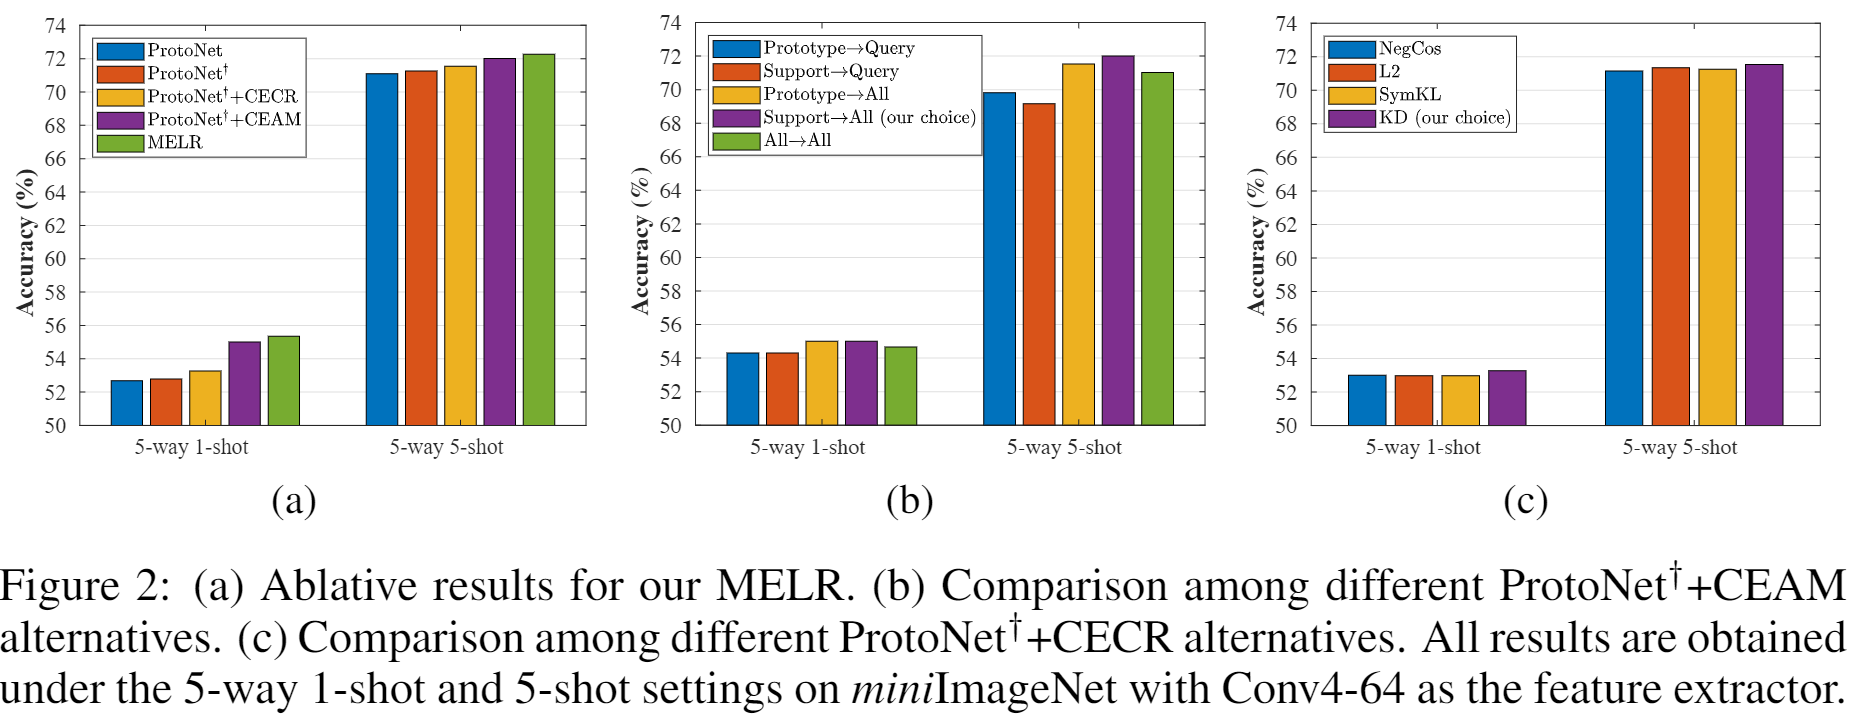 74
72
70
68
66
64
62
60
58
56
54
52
50
Accuracy (%)
ProtoNet
ProtoNet†
ProtoNet†+CECR
ProtoNet†+CEAM
MELR
5-way 1-shot
5-way 5-shot
(a)
74
72
70
68
66
64
62
60
58
56
54
52
50
Accuracy (%)
Prototype→Query
Support→Query
Prototype→All
Support→All (our choice)
All→All
5-way 1-shot
5-way 5-shot
(b)
74
72
70
68
66
64
62
60
58
56
54
52
50
Accuracy (%)
NegCos
L2
SymKL
KD (our choice)
5-way 1-shot
5-way 5-shot
(c)
Figure 2: (a) Ablative results for our MELR. (b) Comparison among different ProtoNet†+CEAM
alternatives. (c) Comparison among different ProtoNet†+CECR alternatives. All results are obtained
under the 5-way 1-shot and 5-shot settings on miniImageNet with Conv4-64 as the feature extractor.